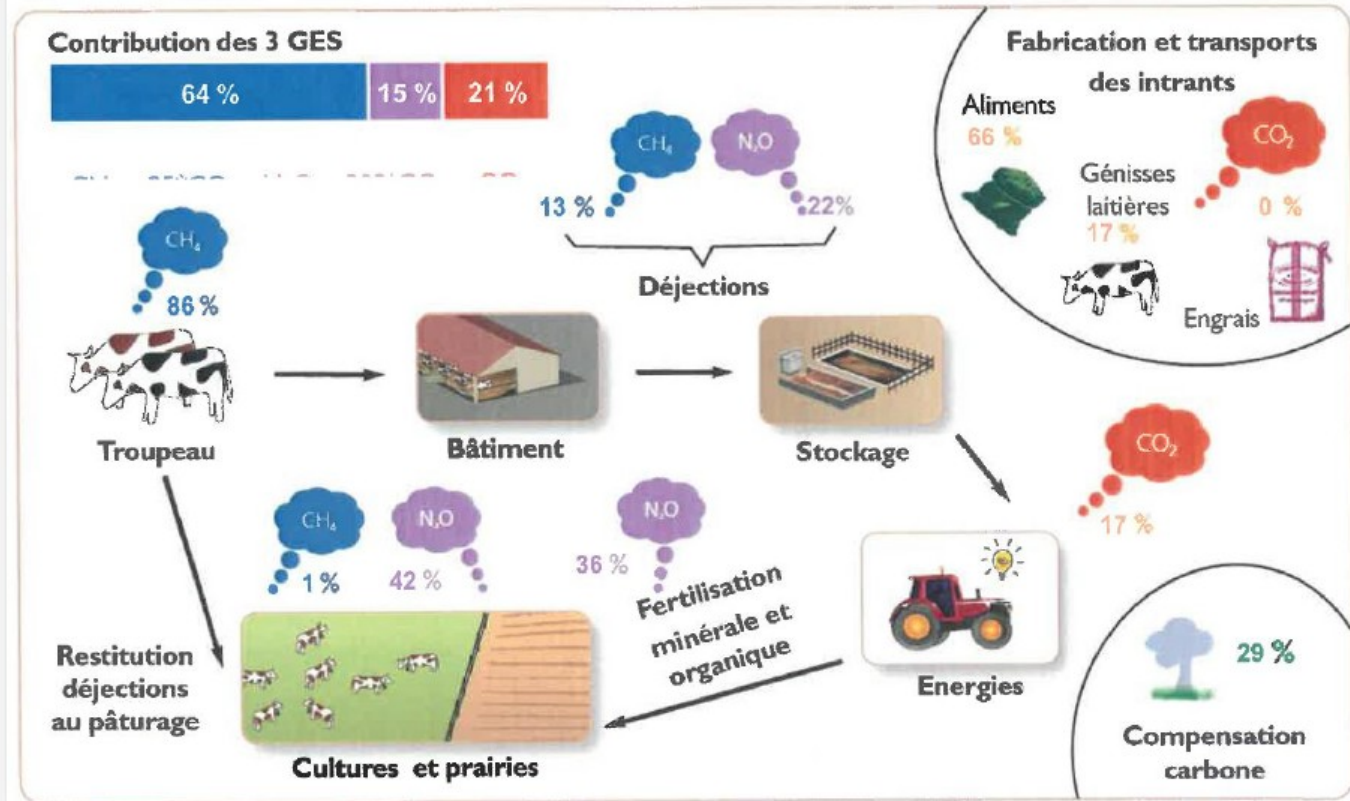 Contribution des 3 GES
64 %
15 %
21 %
Fabrication et transports
des intrants
Aliments
66 %
CO₂
0 %
Génisses
laitières
17 %
Engrais
CH₄
N₂O
13 %
22%
Déjections
CH₄
86 %
Troupeau
Bâtiment
Stockage
CO₂
17 %
CH₄
1 %
N₂O
42 %
N₂O
36 %
Fertilisation
minérale et
organique
Restitution
déjections
au pâturage
Cultures et prairies
Energies
29 %
Compensation
carbone